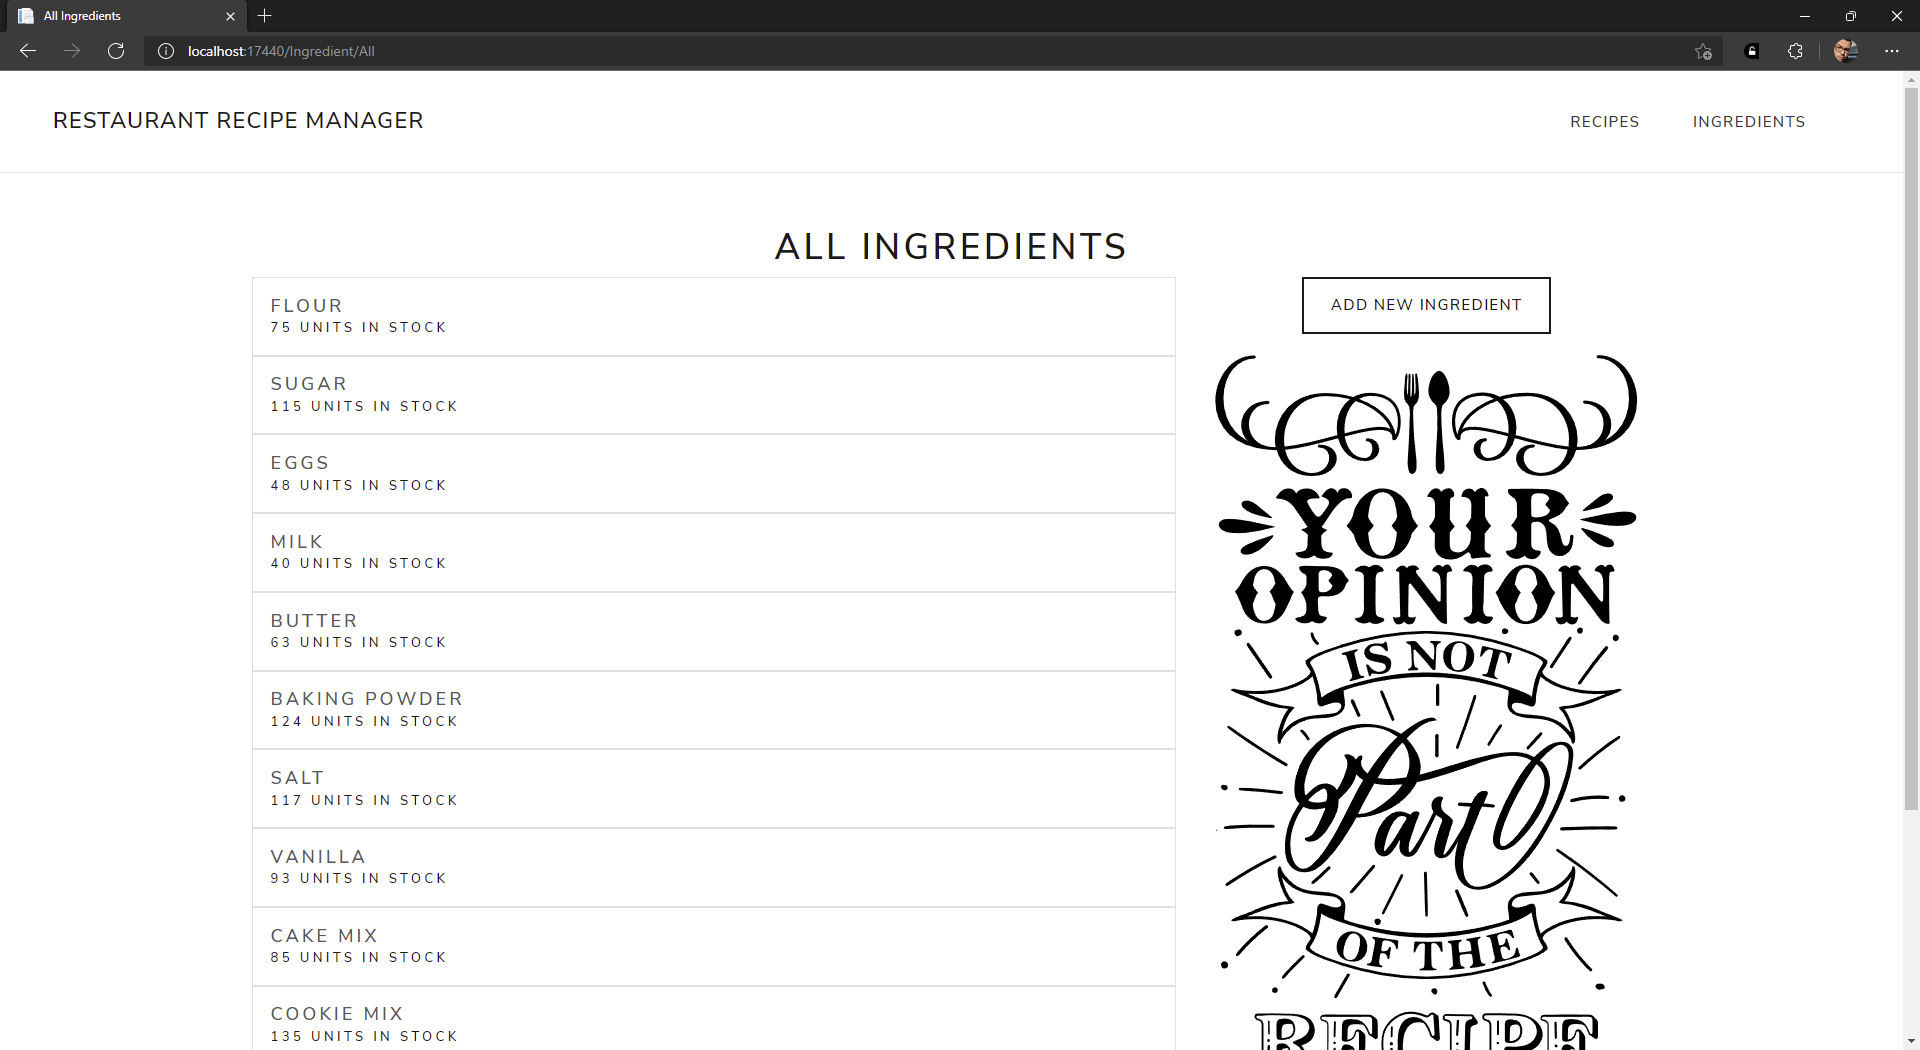 All Ingredients
localhost:17440/Ingredient/All
RESTAURANT RECIPE MANAGER
RECIPES
INGREDIENTS
ALL INGREDIENTS
FLOUR
75 UNITS IN STOCK
SUGAR
115 UNITS IN STOCK
EGGS
48 UNITS IN STOCK
MILK
40 UNITS IN STOCK
BUTTER
63 UNITS IN STOCK
BAKING POWDER
124 UNITS IN STOCK
SALT
117 UNITS IN STOCK
VANILLA
93 UNITS IN STOCK
CAKE MIX
85 UNITS IN STOCK
COOKIE MIX
135 UNITS IN STOCK
ADD NEW INGREDIENT
YOUR
OPINION
IS NOT
Part
OF THE
RECIPE